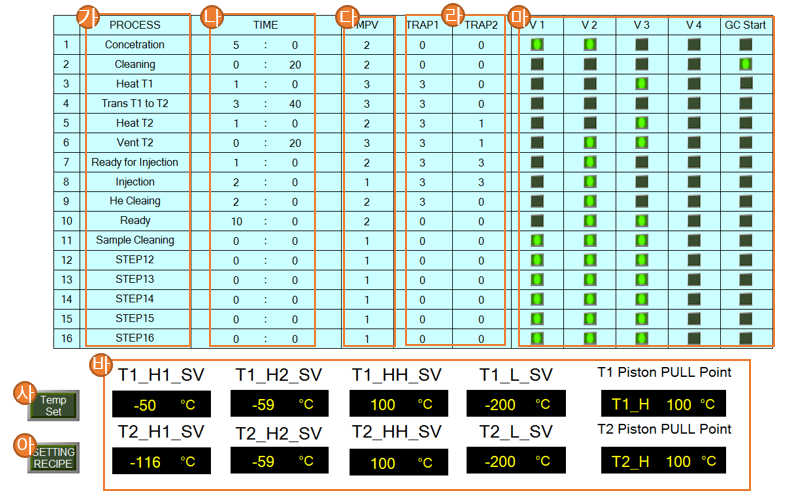 가 PROCESS 나 TIME 다 MPV TRAP1 라 TRAP2 마 V 1 V 2 V 3 V 4 GC Start
1 Concetration 5 : 0 2 0 0
2 Cleaning 0 : 20 2 0 0
3 Heat T1 1 : 0 3 3 0
4 Trans T1 to T2 3 : 40 3 3 0
5 Heat T2 1 : 0 2 3 1
6 Vent T2 0 : 20 3 3 1
7 Ready for Injection 1 : 0 2 3 3
8 Injection 2 : 0 1 3 3
9 He Cleaing 2 : 0 2 3 0
10 Ready 10 : 0 2 0 0
11 Sample Cleaning 0 : 0 1 0 0
12 STEP12 0 : 0 1 0 0
13 STEP13 0 : 0 1 0 0
14 STEP14 0 : 0 1 0 0
15 STEP15 0 : 0 1 0 0
16 STEP16 0 : 0 1 0 0
바
T1_H1_SV T1_H2_SV T1_HH_SV T1_L_SV T1 Piston PULL Point
사 Temp Set
-50 °C -59 °C 100 °C -200 °C T1_H 100 °C
T2_H1_SV T2_H2_SV T2_HH_SV T2_L_SV T2 Piston PULL Point
아 SETTING RECIPE
-116 °C -59 °C 100 °C -200 °C T2_H 100 °C